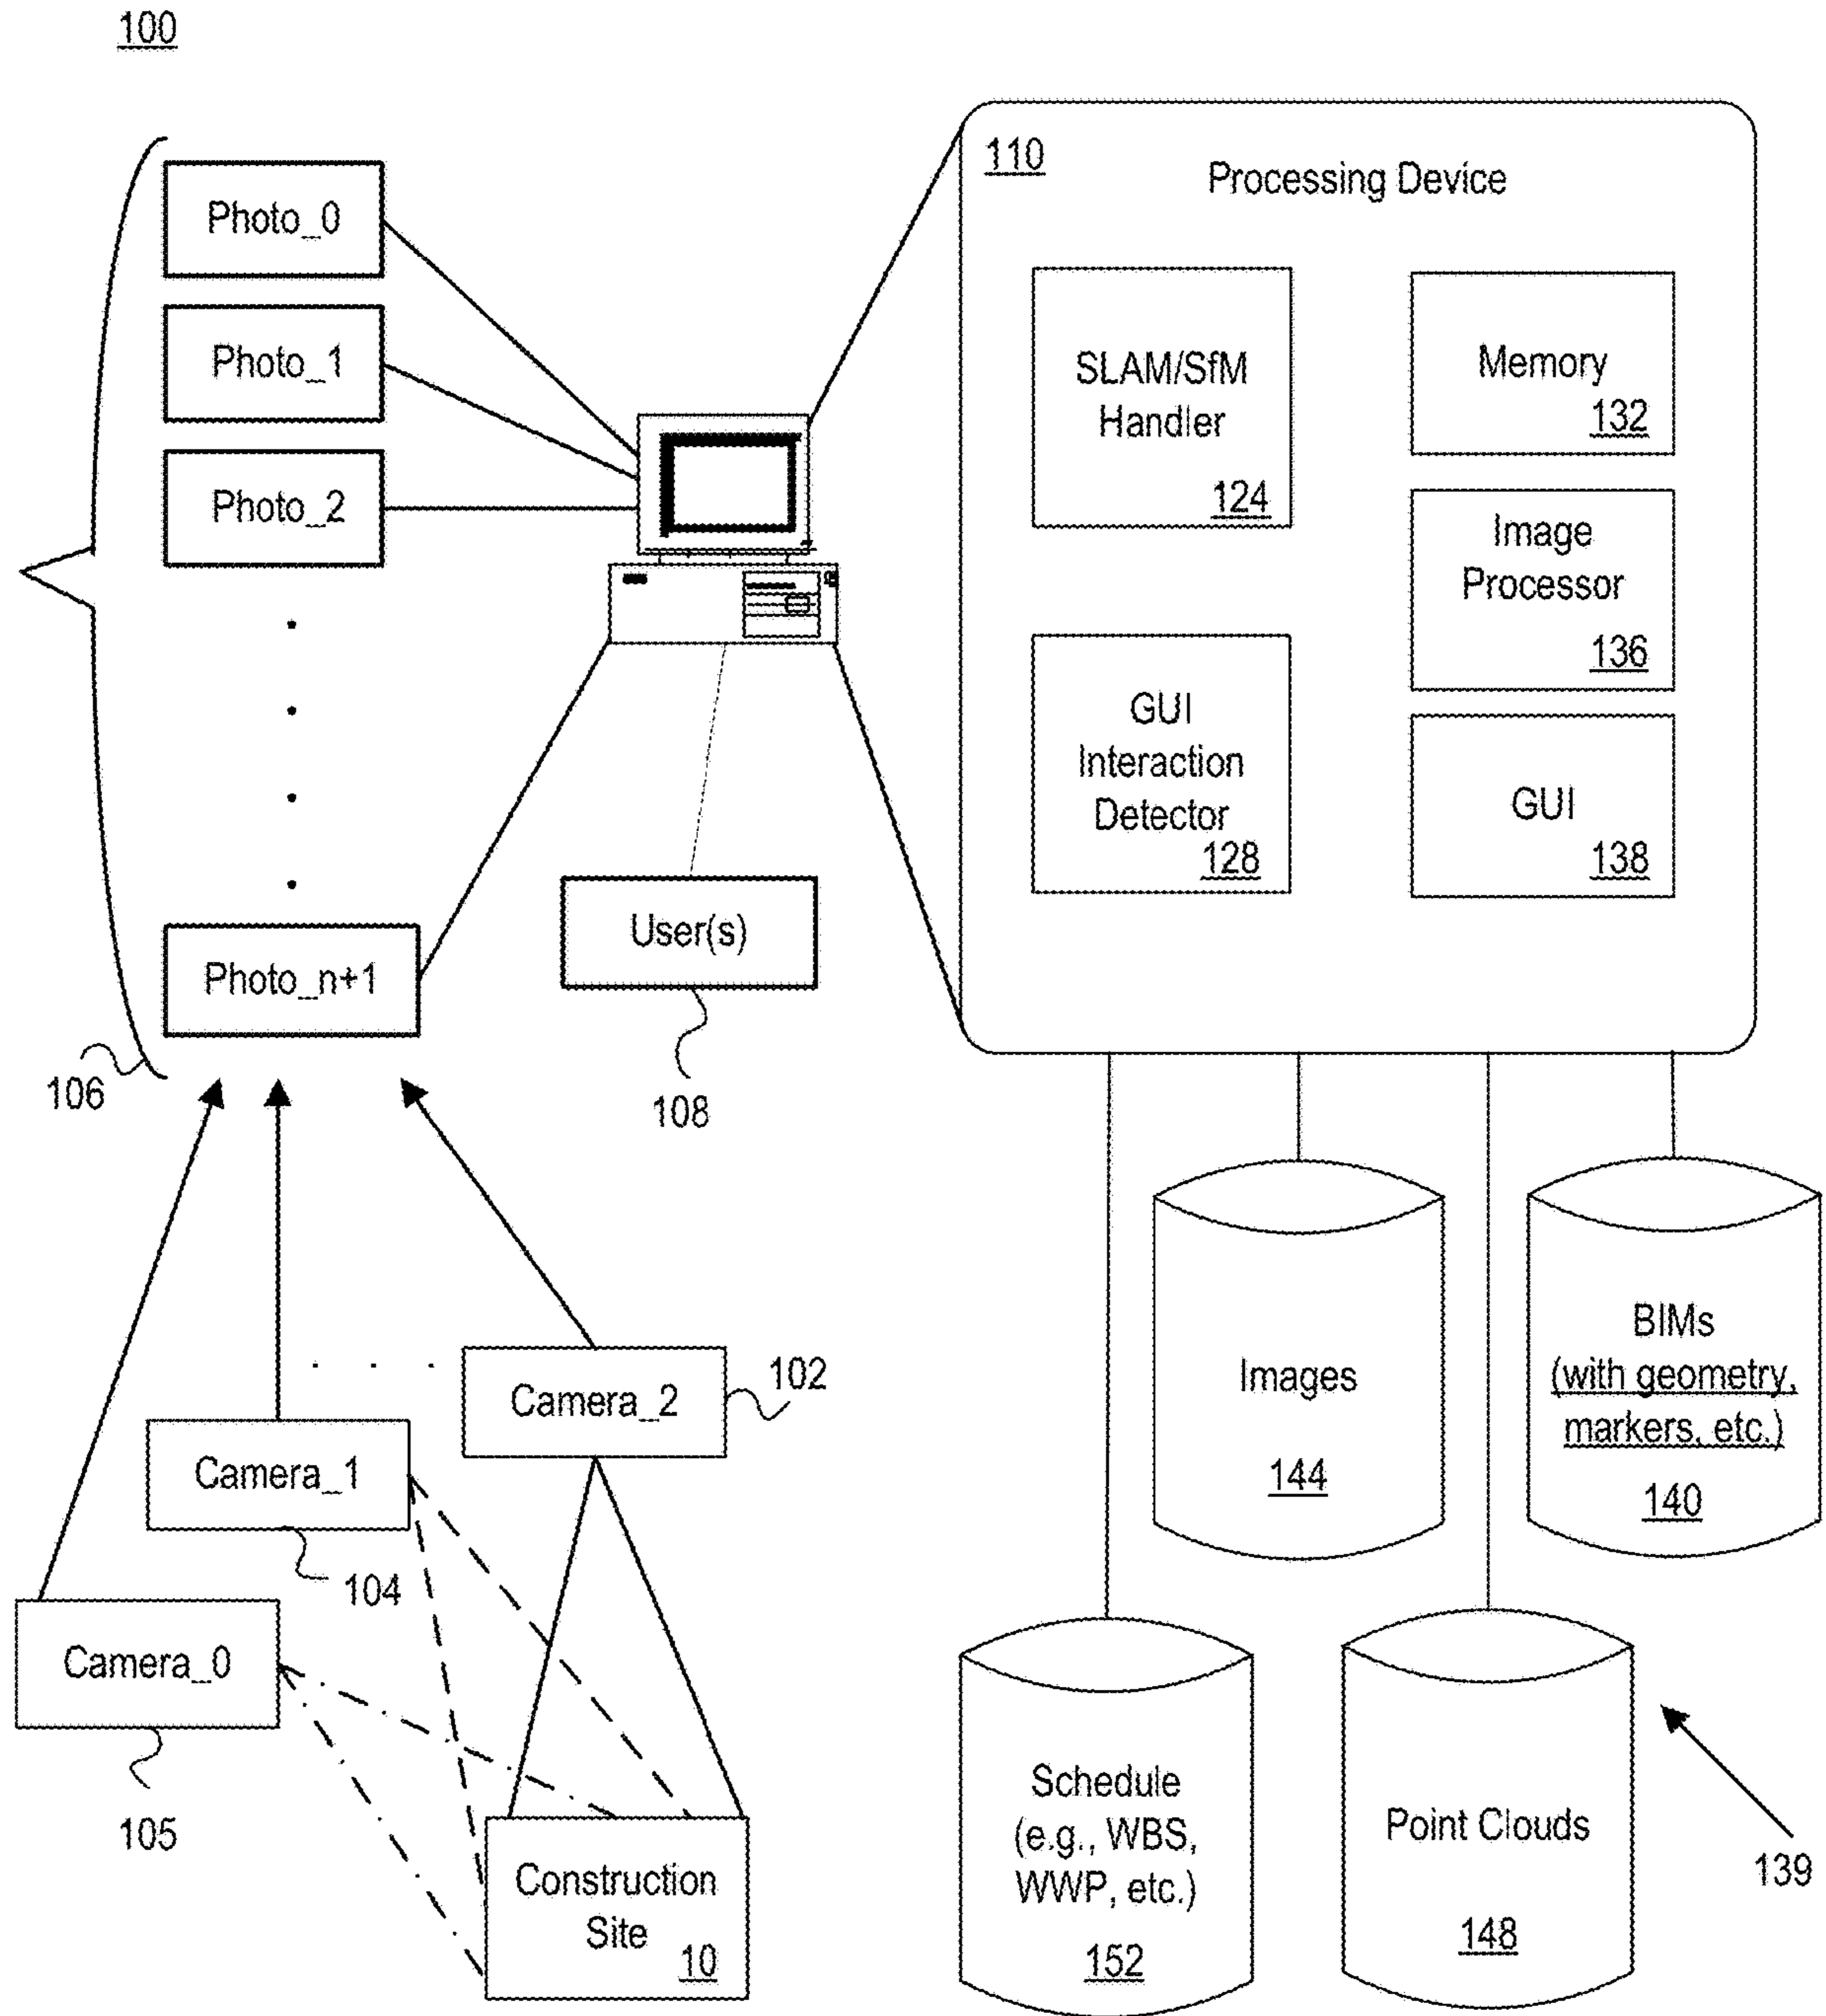 100
Photo_0
Photo_1
Photo_2
Photo_n+1
106
User(s)
108
110
Processing Device
SLAM/SfM
Handler
124
Memory
132
Image
Processor
136
GUI
Interaction
Detector
128
GUI
138
Camera_2
102
Camera_1
104
Camera_0
105
Construction
Site
10
Images
144
BIMs
(with geometry,
markers, etc.)
140
Schedule
(e.g., WBS,
WWP, etc.)
152
Point Clouds
148
139